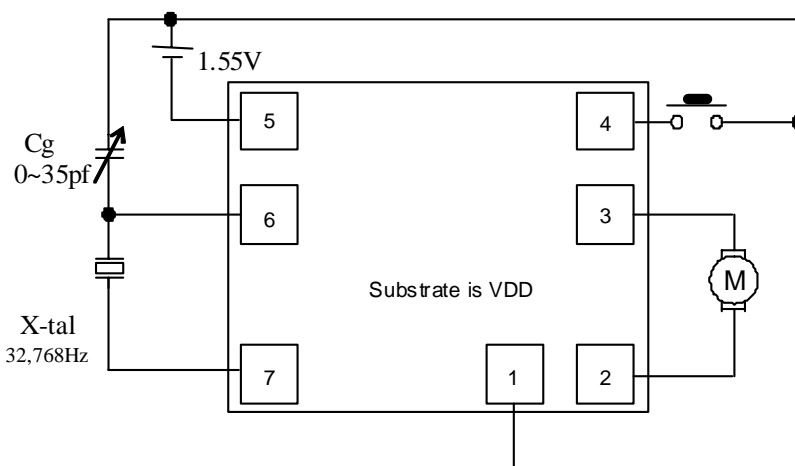 1.55V
5
4
Cg
0~35pf
6
3
M
Substrate is VDD
X-tal
32,768Hz
7
1
2